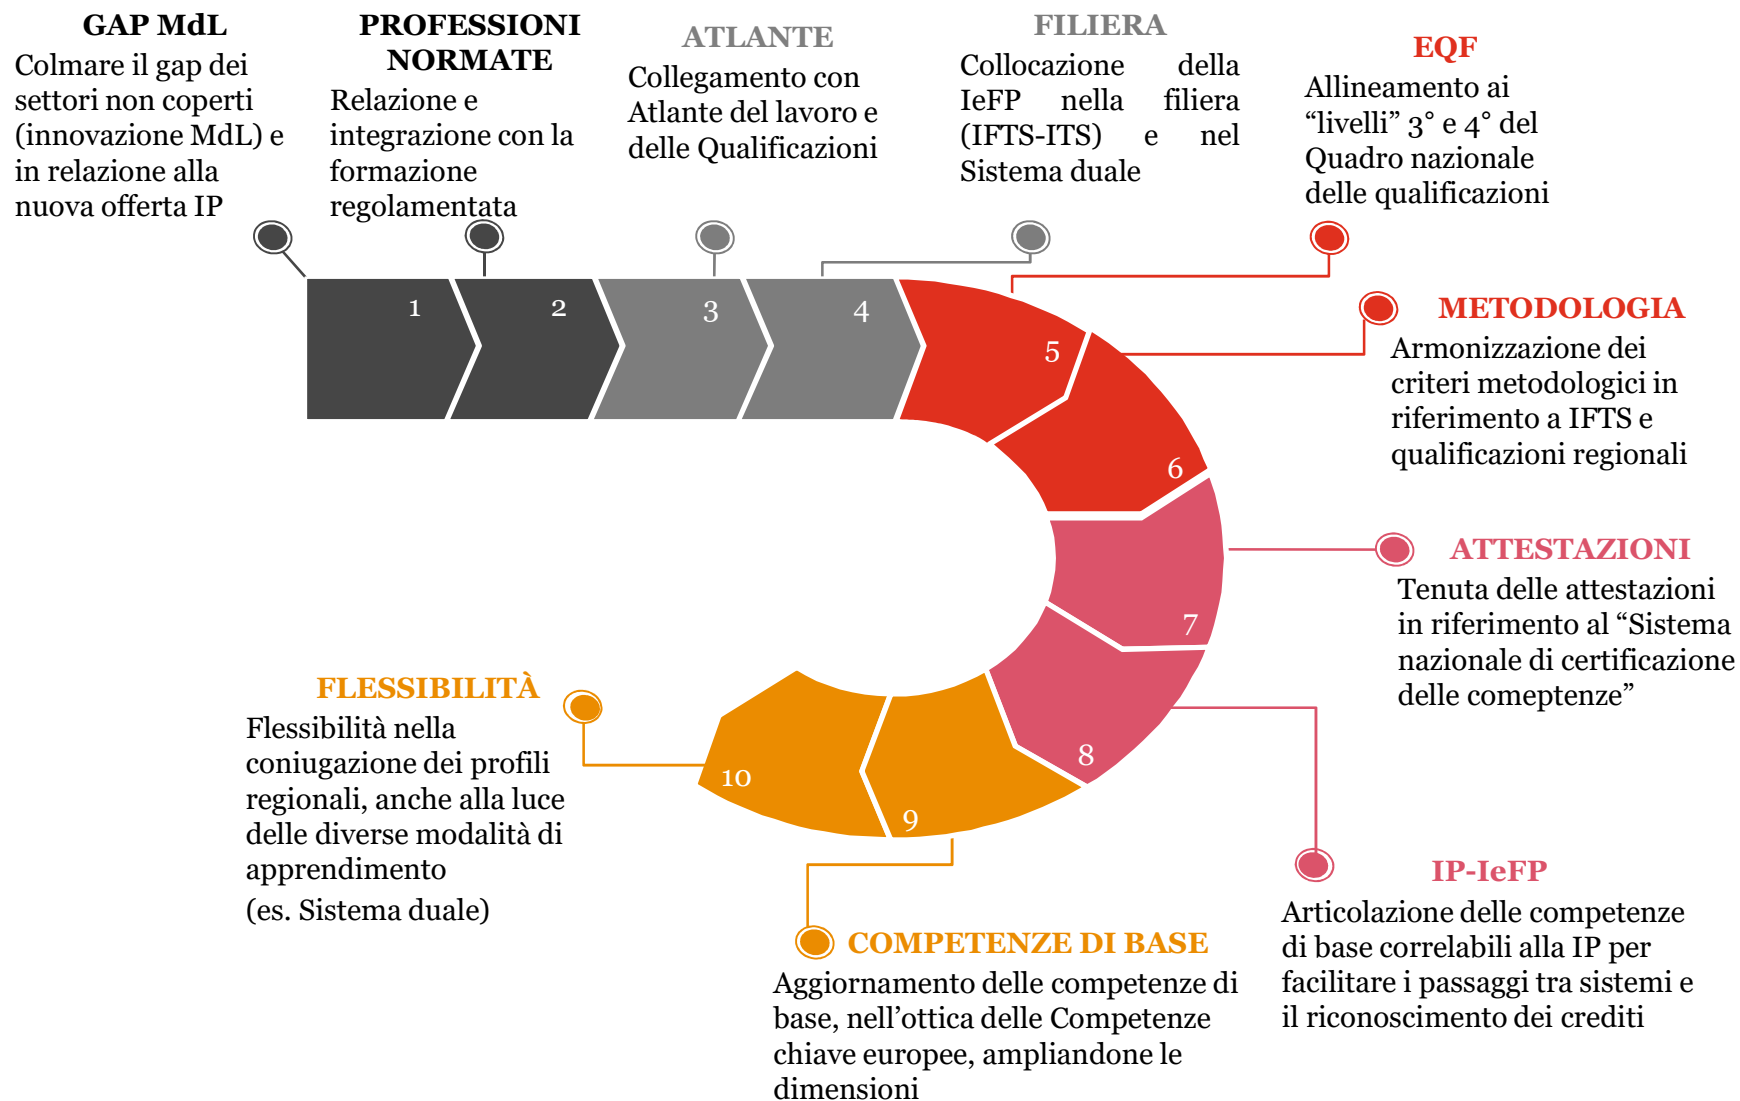 GAP MdL
Colmare il gap dei
settori non coperti
(innovazione MdL) e
in relazione alla
nuova offerta IP
PROFESSIONI
NORMATE
Relazione e
integrazione con la
formazione
regolamentata
ATLANTE
Collegamento con
Atlante del lavoro e
delle Qualificazioni
FILIERA
Collocazione della
IeFP nella filiera
(IFTS-ITS) e nel
Sistema duale
EQF
Allineamento ai
“livelli” 3° e 4° del
Quadro nazionale
delle qualificazioni
1
2
3
4
5
6
7
8
9
10
METODOLOGIA
Armonizzazione dei
criteri metodologici in
riferimento a IFTS e
qualificazioni regionali
ATTESTAZIONI
Tenuta delle attestazioni
in riferimento al “Sistema
nazionale di certificazione
delle comeptenze”
IP-IeFP
Articolazione delle competenze
di base correlabili alla IP per
facilitare i passaggi tra sistemi e
il riconoscimento dei crediti
COMPETENZE DI BASE
Aggiornamento delle competenze di
base, nell’ottica delle Competenze
chiave europee, ampliandone le
dimensioni
FLESSIBILITÀ
Flessibilità nella
coniugazione dei profili
regionali, anche alla luce
delle diverse modalità di
apprendimento
(es. Sistema duale)